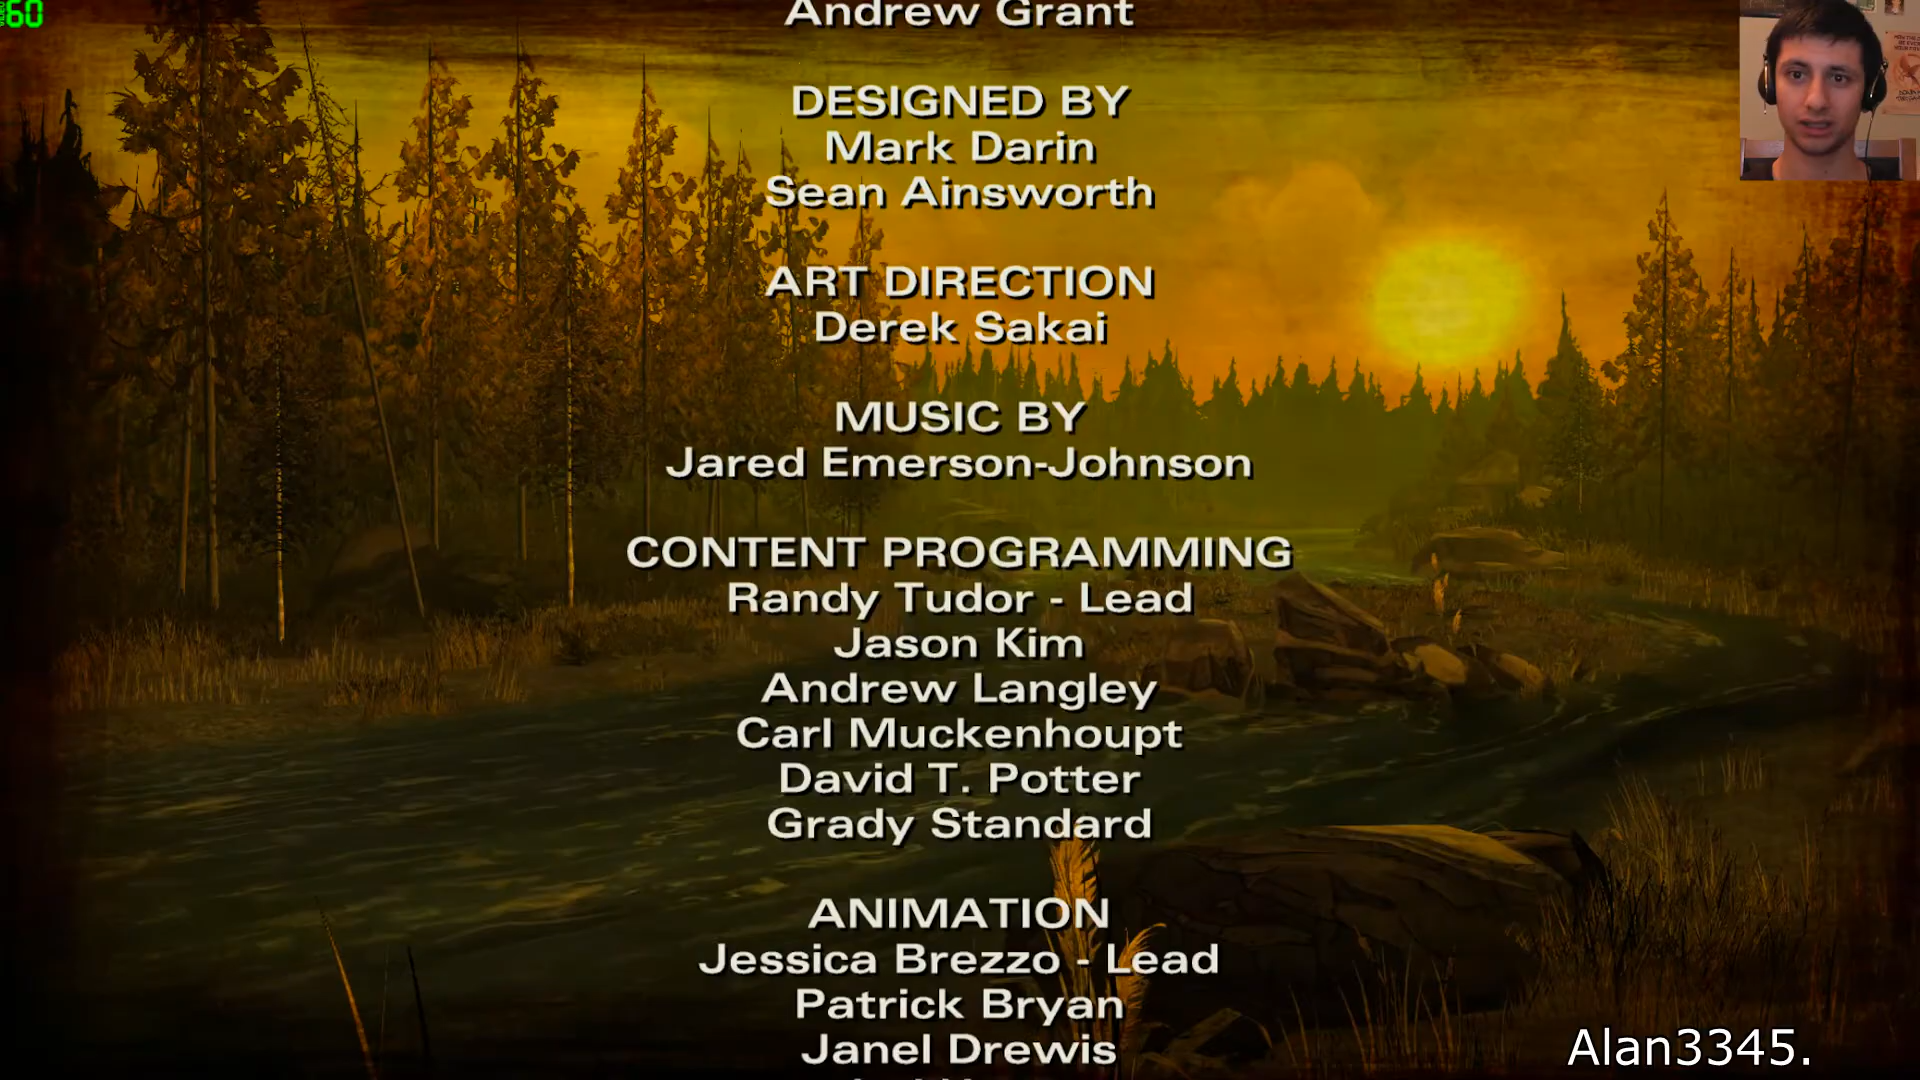 60
Andrew Grant
DESIGNED BY
Mark Darin
Sean Ainsworth
ART DIRECTION
Derek Sakai
MUSIC BY
Jared Emerson-Johnson
CONTENT PROGRAMMING
Randy Tudor - Lead
Jason Kim
Andrew Langley
Carl Muckenhoupt
David T. Potter
Grady Standard
ANIMATION
Jessica Brezzo - Lead
Patrick Bryan
Janel Drewis
Alan3345.